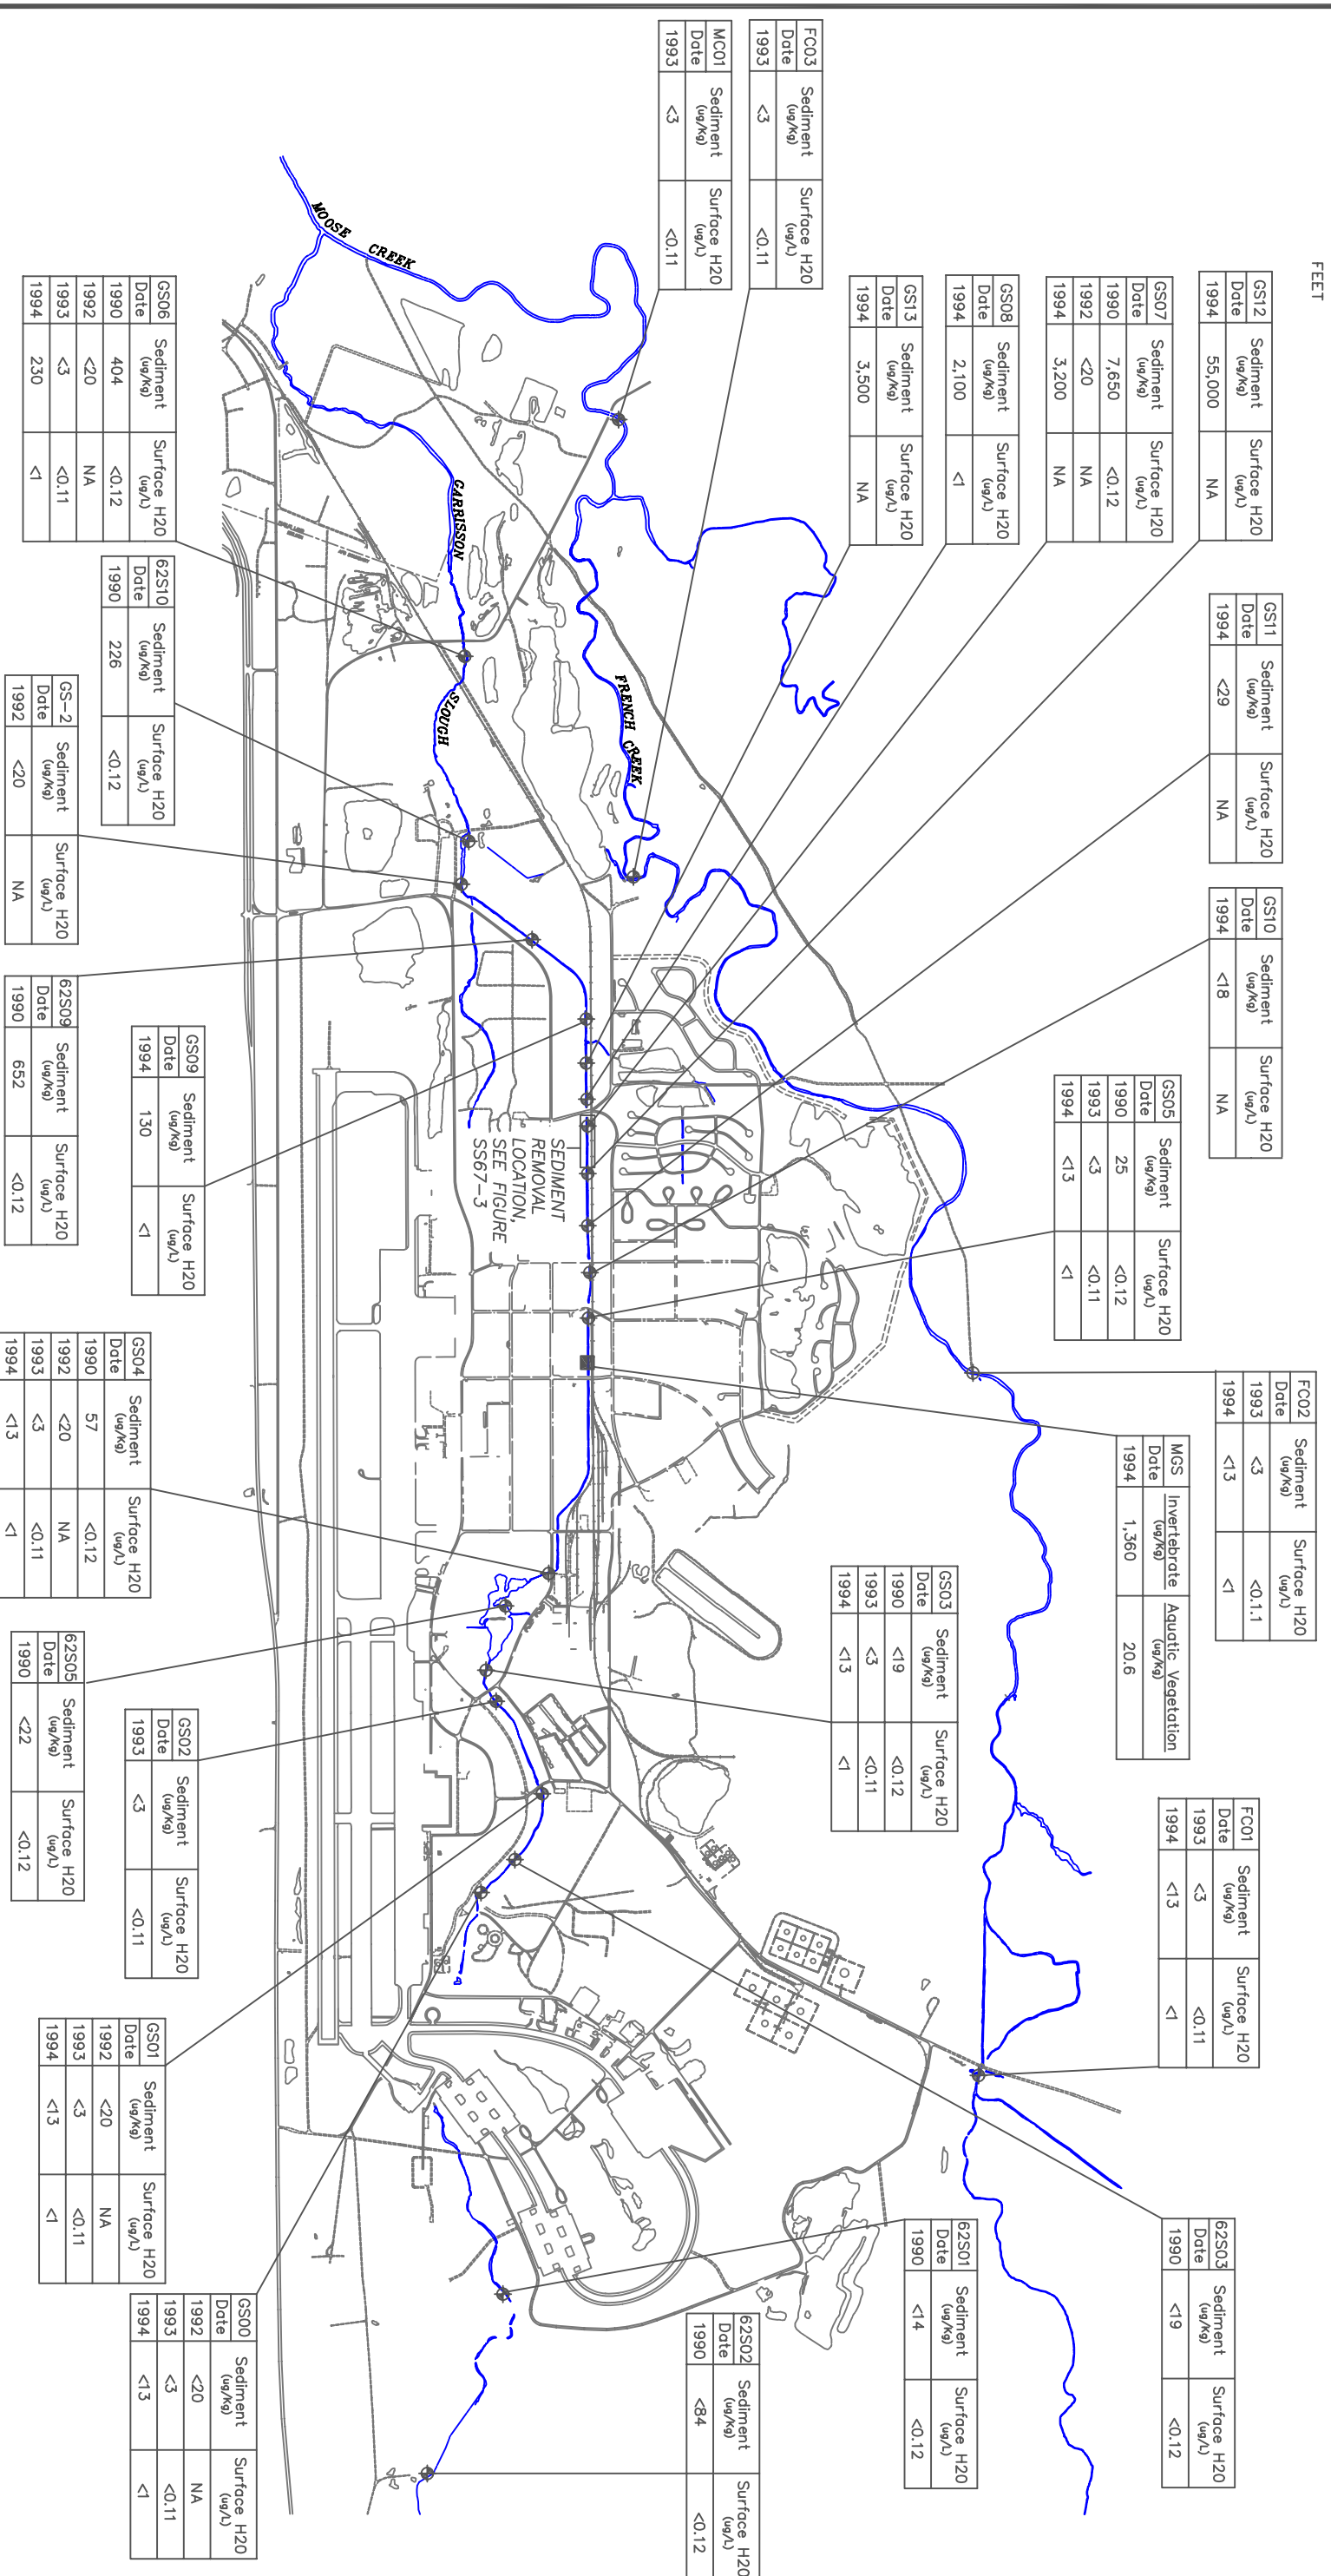 FEET
FC03 Sediment Surface H20
Date (ug/Kg) (ug/L)
1993 <3 <0.11
MC01 Sediment Surface H20
Date (ug/Kg) (ug/L)
1993 <3 <0.11
GS12 Sediment Surface H20
Date (ug/Kg) (ug/L)
1994 55,000 NA
GS07 Sediment Surface H20
Date (ug/Kg) (ug/L)
1990 7,650 <0.12
1992 <20 NA
1994 3,200 NA
GS08 Sediment Surface H20
Date (ug/Kg) (ug/L)
1994 2,100 <1
GS13 Sediment Surface H20
Date (ug/Kg) (ug/L)
1994 3,500 NA
GS11 Sediment Surface H20
Date (ug/Kg) (ug/L)
1994 <29 NA
GS10 Sediment Surface H20
Date (ug/Kg) (ug/L)
1994 <18 NA
GS05 Sediment Surface H20
Date (ug/Kg) (ug/L)
1990 25 <0.12
1993 <3 <0.11
1994 <13 <1
FC02 Sediment Surface H20
Date (ug/Kg) (ug/L)
1993 <3 <0.1.1
1994 <13 <1
MGS Invertebrate Aquatic Vegetation
Date (ug/Kg) (ug/Kg)
1994 1,360 20.6
GS03 Sediment Surface H20
Date (ug/Kg) (ug/L)
1990 <19 <0.12
1993 <3 <0.11
1994 <13 <1
FC01 Sediment Surface H20
Date (ug/Kg) (ug/L)
1993 <3 <0.11
1994 <13 <1
62S03 Sediment Surface H20
Date (ug/Kg) (ug/L)
1990 <19 <0.12
62S01 Sediment Surface H20
Date (ug/Kg) (ug/L)
1990 <14 <0.12
62S02 Sediment Surface H20
Date (ug/Kg) (ug/L)
1990 <84 <0.12
MOOSE CREEK
GARRISSON SLOUGH
FRENCH CREEK
SEDIMENT
REMOVAL
LOCATION,
SEE FIGURE
SS67-3
GS06 Sediment Surface H20
Date (ug/Kg) (ug/L)
1990 404 <0.12
1992 <20 NA
1993 <3 <0.11
1994 230 <1
62S10 Sediment Surface H20
Date (ug/Kg) (ug/L)
1990 226 <0.12
GS-2 Sediment Surface H20
Date (ug/Kg) (ug/L)
1992 <20 NA
62S09 Sediment Surface H20
Date (ug/Kg) (ug/L)
1990 652 <0.12
GS09 Sediment Surface H20
Date (ug/Kg) (ug/L)
1994 130 <1
GS04 Sediment Surface H20
Date (ug/Kg) (ug/L)
1990 57 <0.12
1992 <20 NA
1993 <3 <0.11
1994 <13 <1
62S05 Sediment Surface H20
Date (ug/Kg) (ug/L)
1990 <22 <0.12
GS02 Sediment Surface H20
Date (ug/Kg) (ug/L)
1993 <3 <0.11
GS01 Sediment Surface H20
Date (ug/Kg) (ug/L)
1992 <20 NA
1993 <3 <0.11
1994 <13 <1
GS00 Sediment Surface H20
Date (ug/Kg) (ug/L)
1992 <20 NA
1993 <3 <0.11
1994 <13 <1